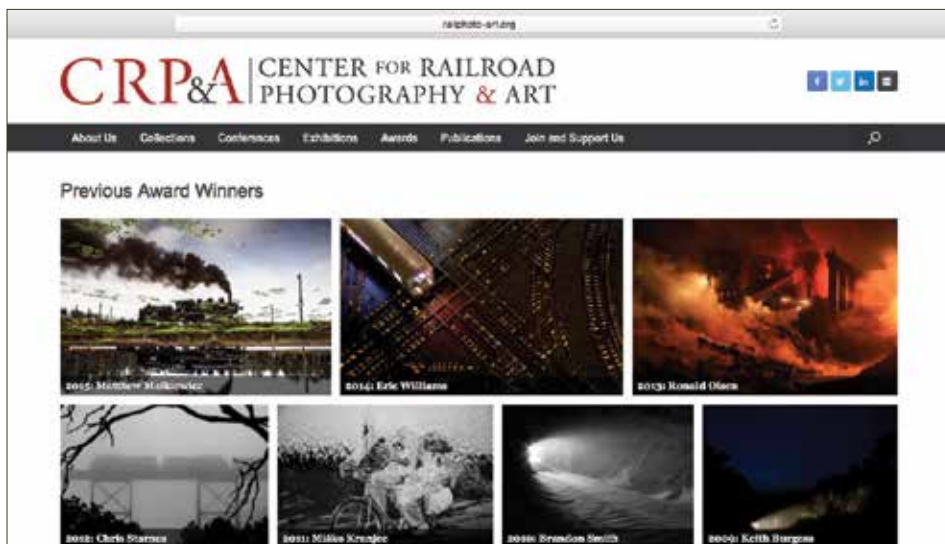 railphoto-art.org
CRP&A CENTER FOR RAILROAD
PHOTOGRAPHY & ART
About Us Collections Conferences Exhibitions Awards Publications Join and Support Us
Previous Award Winners
2015: Matthew Malkiewicz
2014: Eric Williams
2013: Ronald Olsen
2012: Chris Starnes
2011: Miško Kranjec
2010: Brandon Smith
2009: Keith Burgess